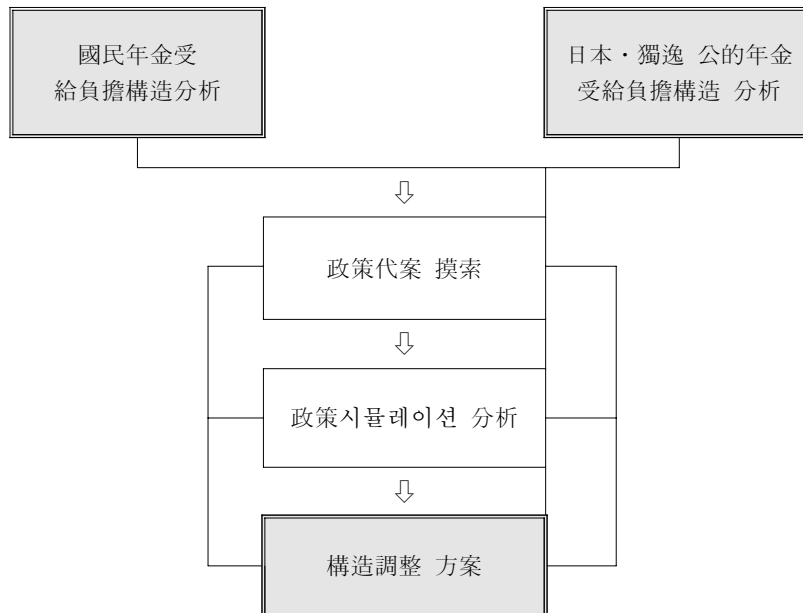 國民年金受
給負擔構造分析
日本・獨逸 公的年金
受給負擔構造 分析
⇩
政策代案 摸索
⇩
政策시뮬레이션 分析
⇩
構造調整 方案